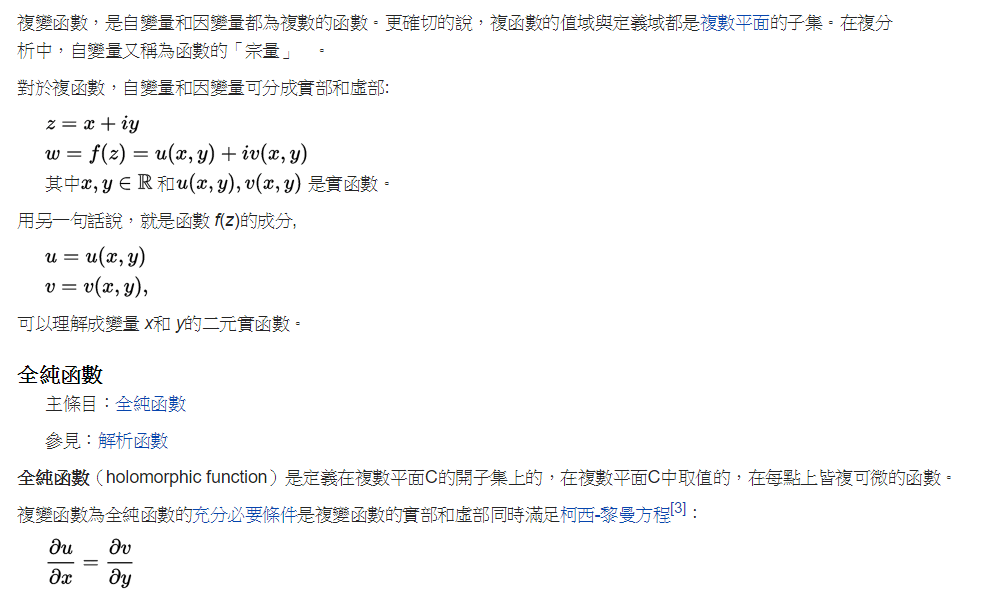 複變函數，是自變量和因變量都為複數的函數。更確切的說，複函數的值域與定義域都是複數平面的子集。在複分
析中，自變量又稱為函數的「宗量」 。
對於複函數，自變量和因變量可分成實部和虛部:
z = x + iy
w = f(z) = u(x, y) + iv(x, y)
其中x, y ∈ ℝ 和u(x, y), v(x, y) 是實函數。
用另一句話說，就是函數 f(z)的成分,
u = u(x, y)
v = v(x, y),
可以理解成變量 x和 y的二元實函數。
全純函數
主條目：全純函數
參見：解析函數
全純函數（holomorphic function）是定義在複數平面C的開子集上的，在複數平面C中取值的，在每點上皆複可微的函數。
複變函數為全純函數的充分必要條件是複變函數的實部和虛部同時滿足柯西-黎曼方程[3]：
∂u/∂x = ∂v/∂y